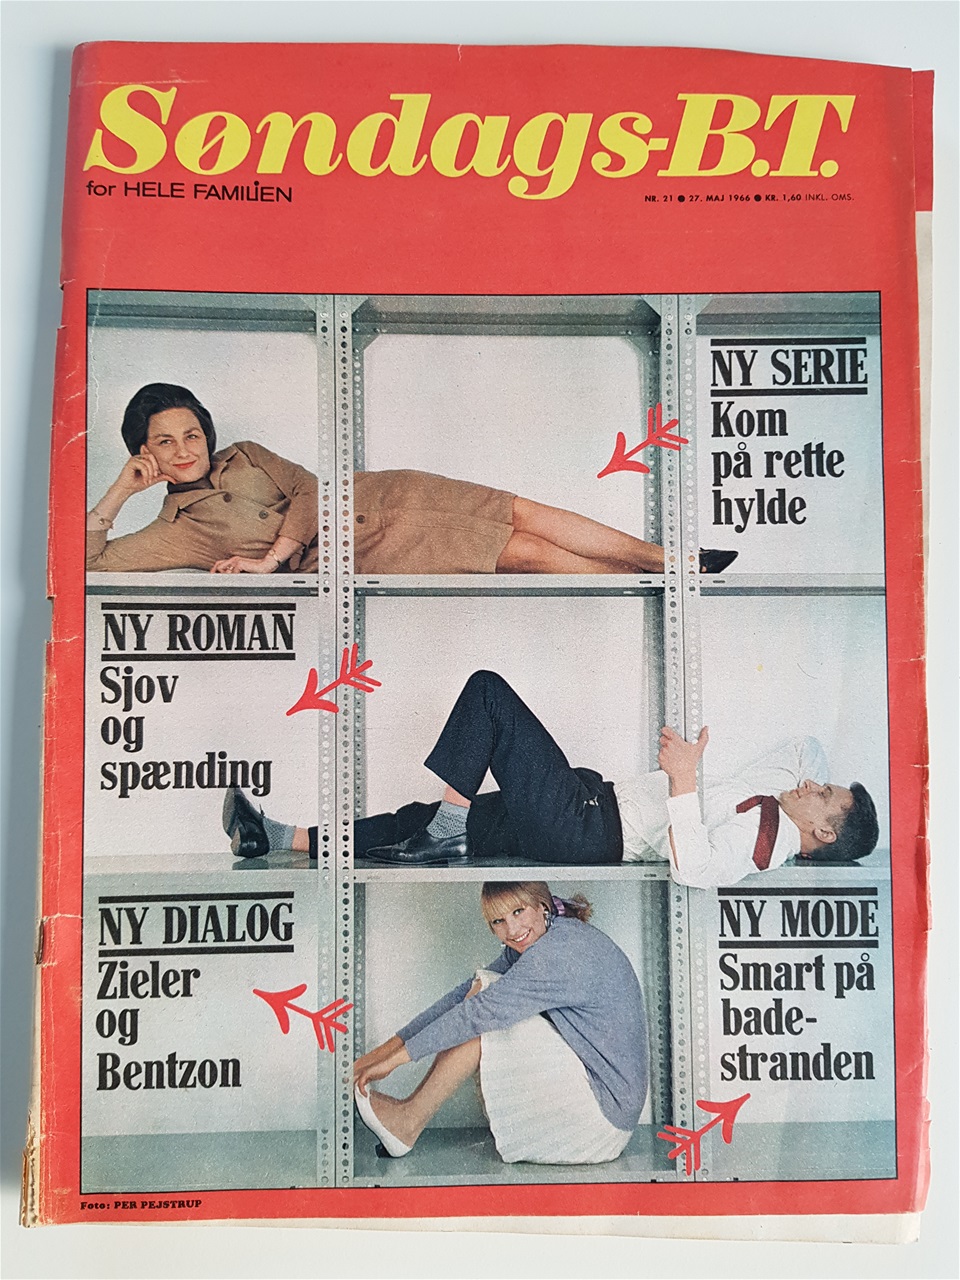 Søndags-B.T.
for HELE FAMILiEN
NR. 21 ● 27. MAJ 1966 ● KR. 1,60 INKL. OMS.
NY SERIE
Kom
på rette
hylde
NY ROMAN
Sjov
og
spænding
NY DIALOG
Zieler
og
Bentzon
NY MODE
Smart på
bade-
stranden
Foto: PER PEJSTRUP